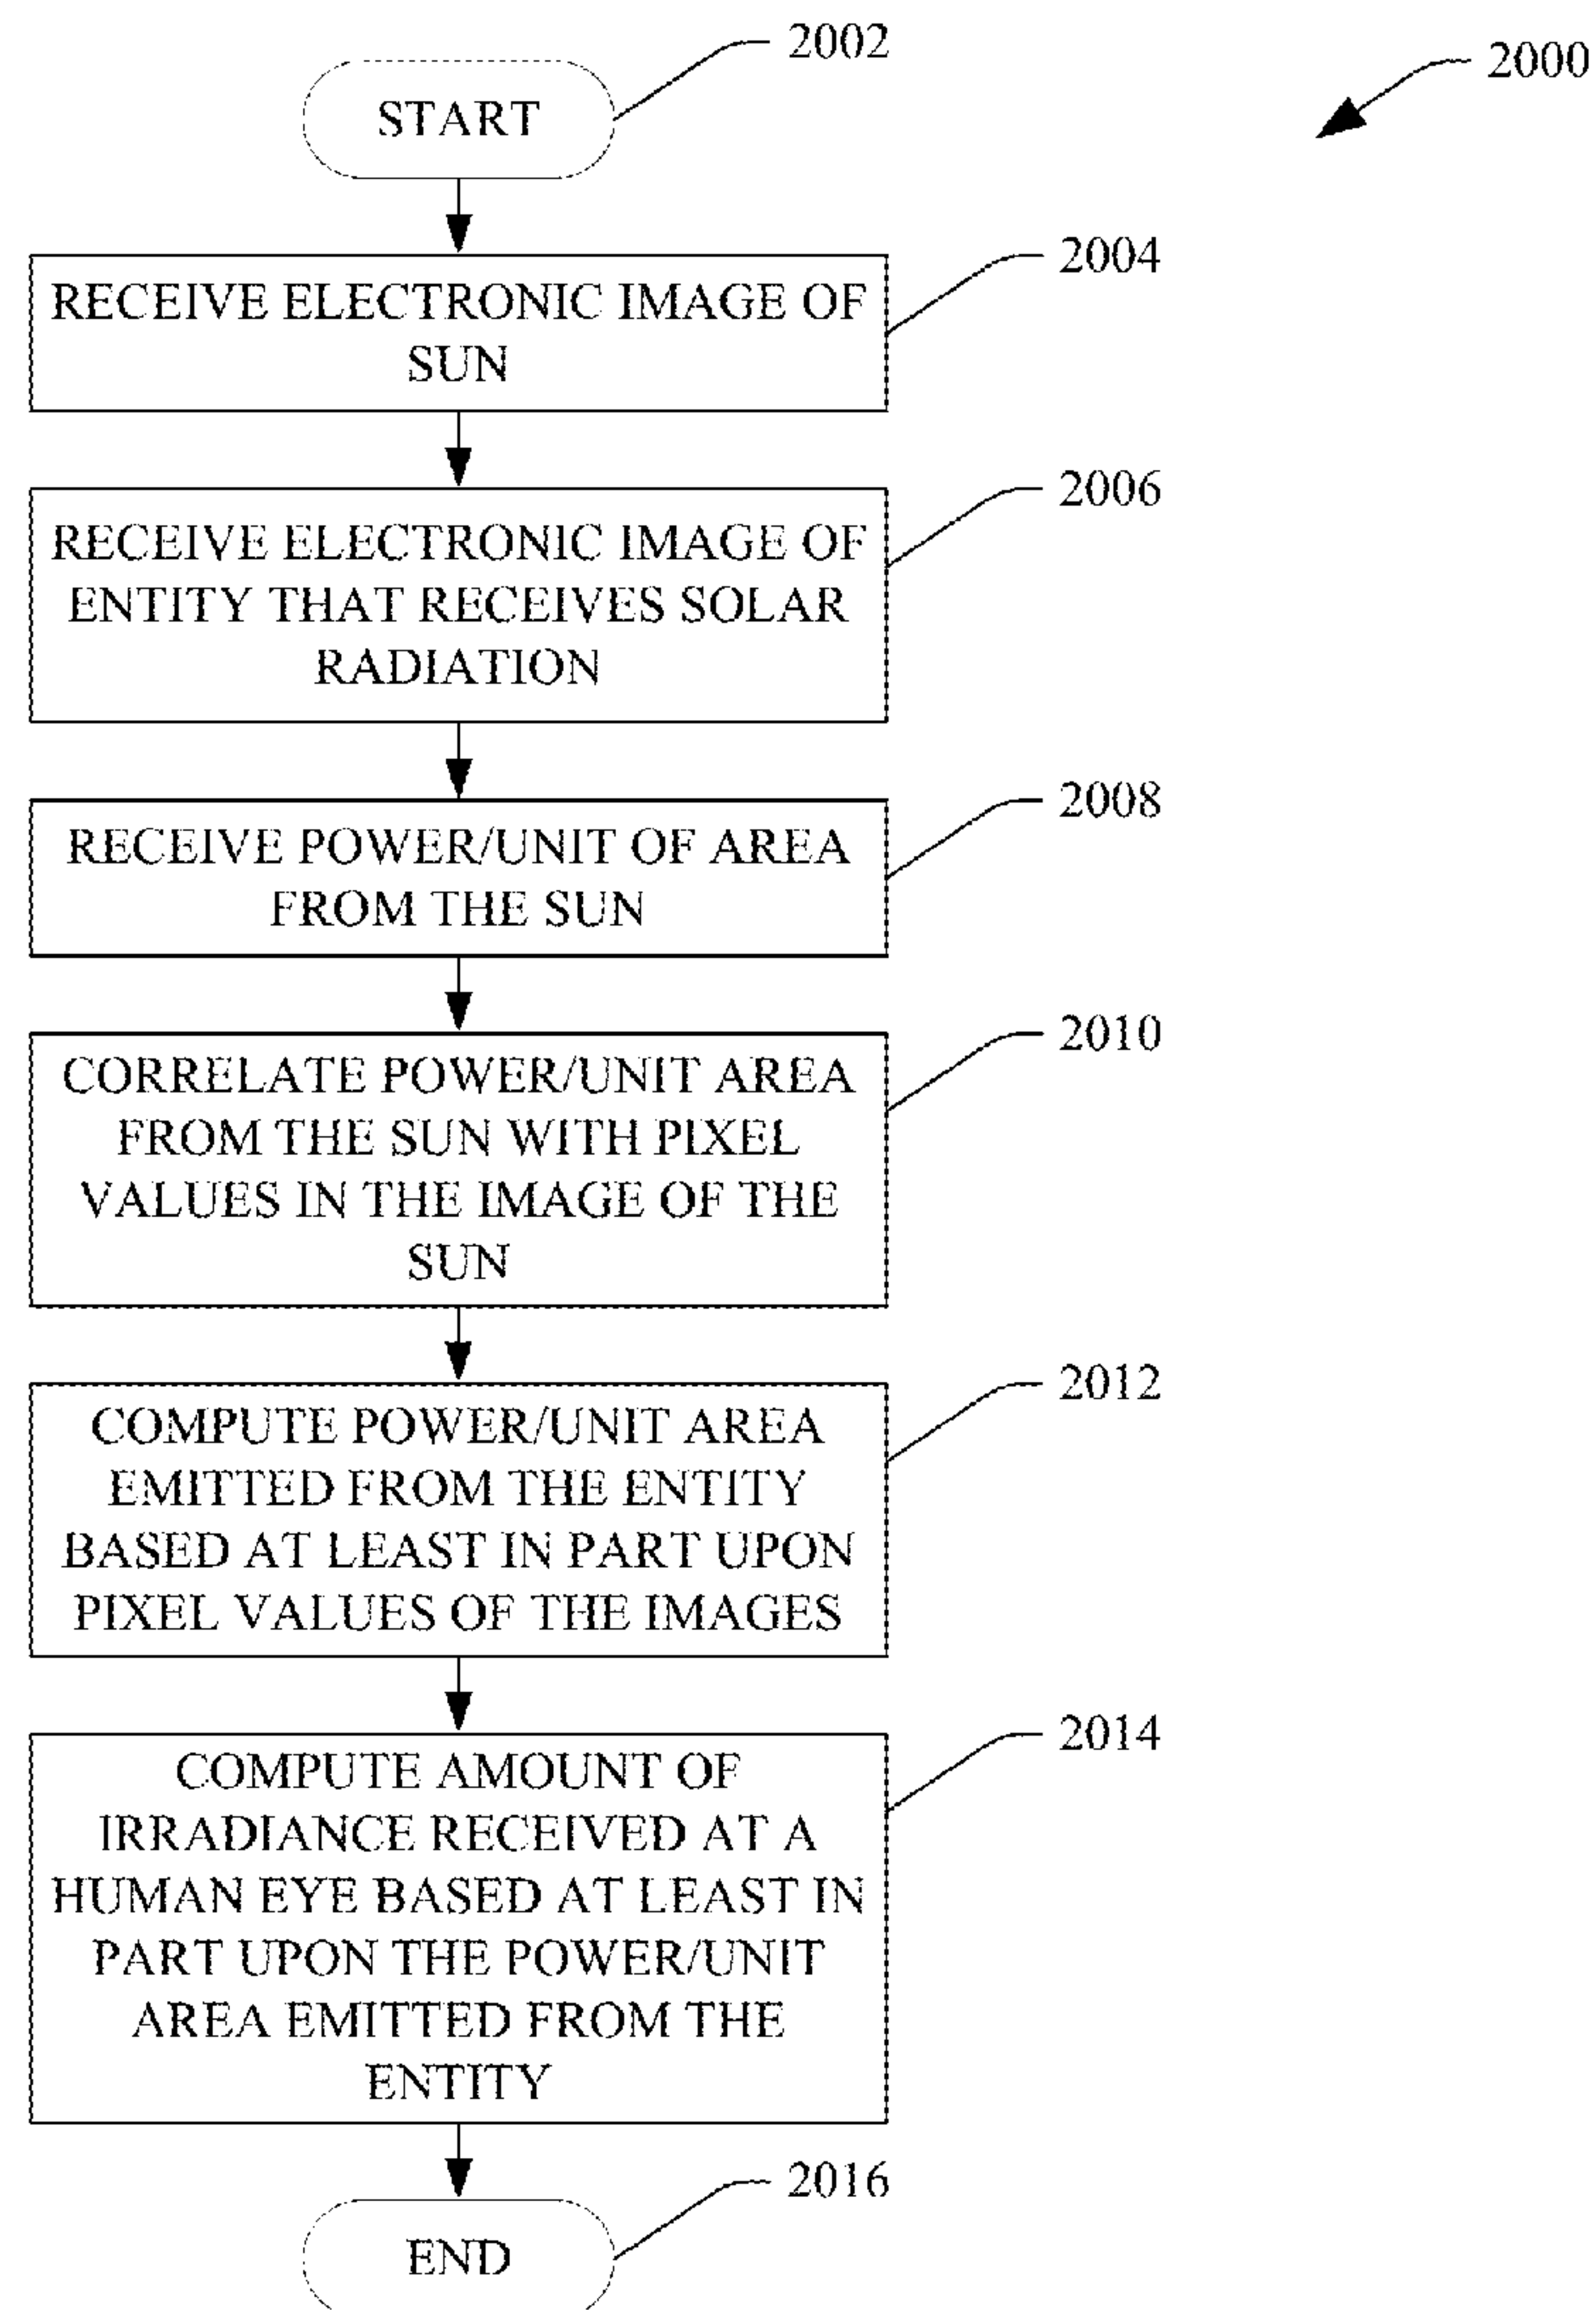 2002
2000
START
2004
RECEIVE ELECTRONIC IMAGE OF
SUN
2006
RECEIVE ELECTRONIC IMAGE OF
ENTITY THAT RECEIVES SOLAR
RADIATION
2008
RECEIVE POWER/UNIT OF AREA
FROM THE SUN
2010
CORRELATE POWER/UNIT AREA
FROM THE SUN WITH PIXEL
VALUES IN THE IMAGE OF THE
SUN
2012
COMPUTE POWER/UNIT AREA
EMITTED FROM THE ENTITY
BASED AT LEAST IN PART UPON
PIXEL VALUES OF THE IMAGES
2014
COMPUTE AMOUNT OF
IRRADIANCE RECEIVED AT A
HUMAN EYE BASED AT LEAST IN
PART UPON THE POWER/UNIT
AREA EMITTED FROM THE
ENTITY
2016
END